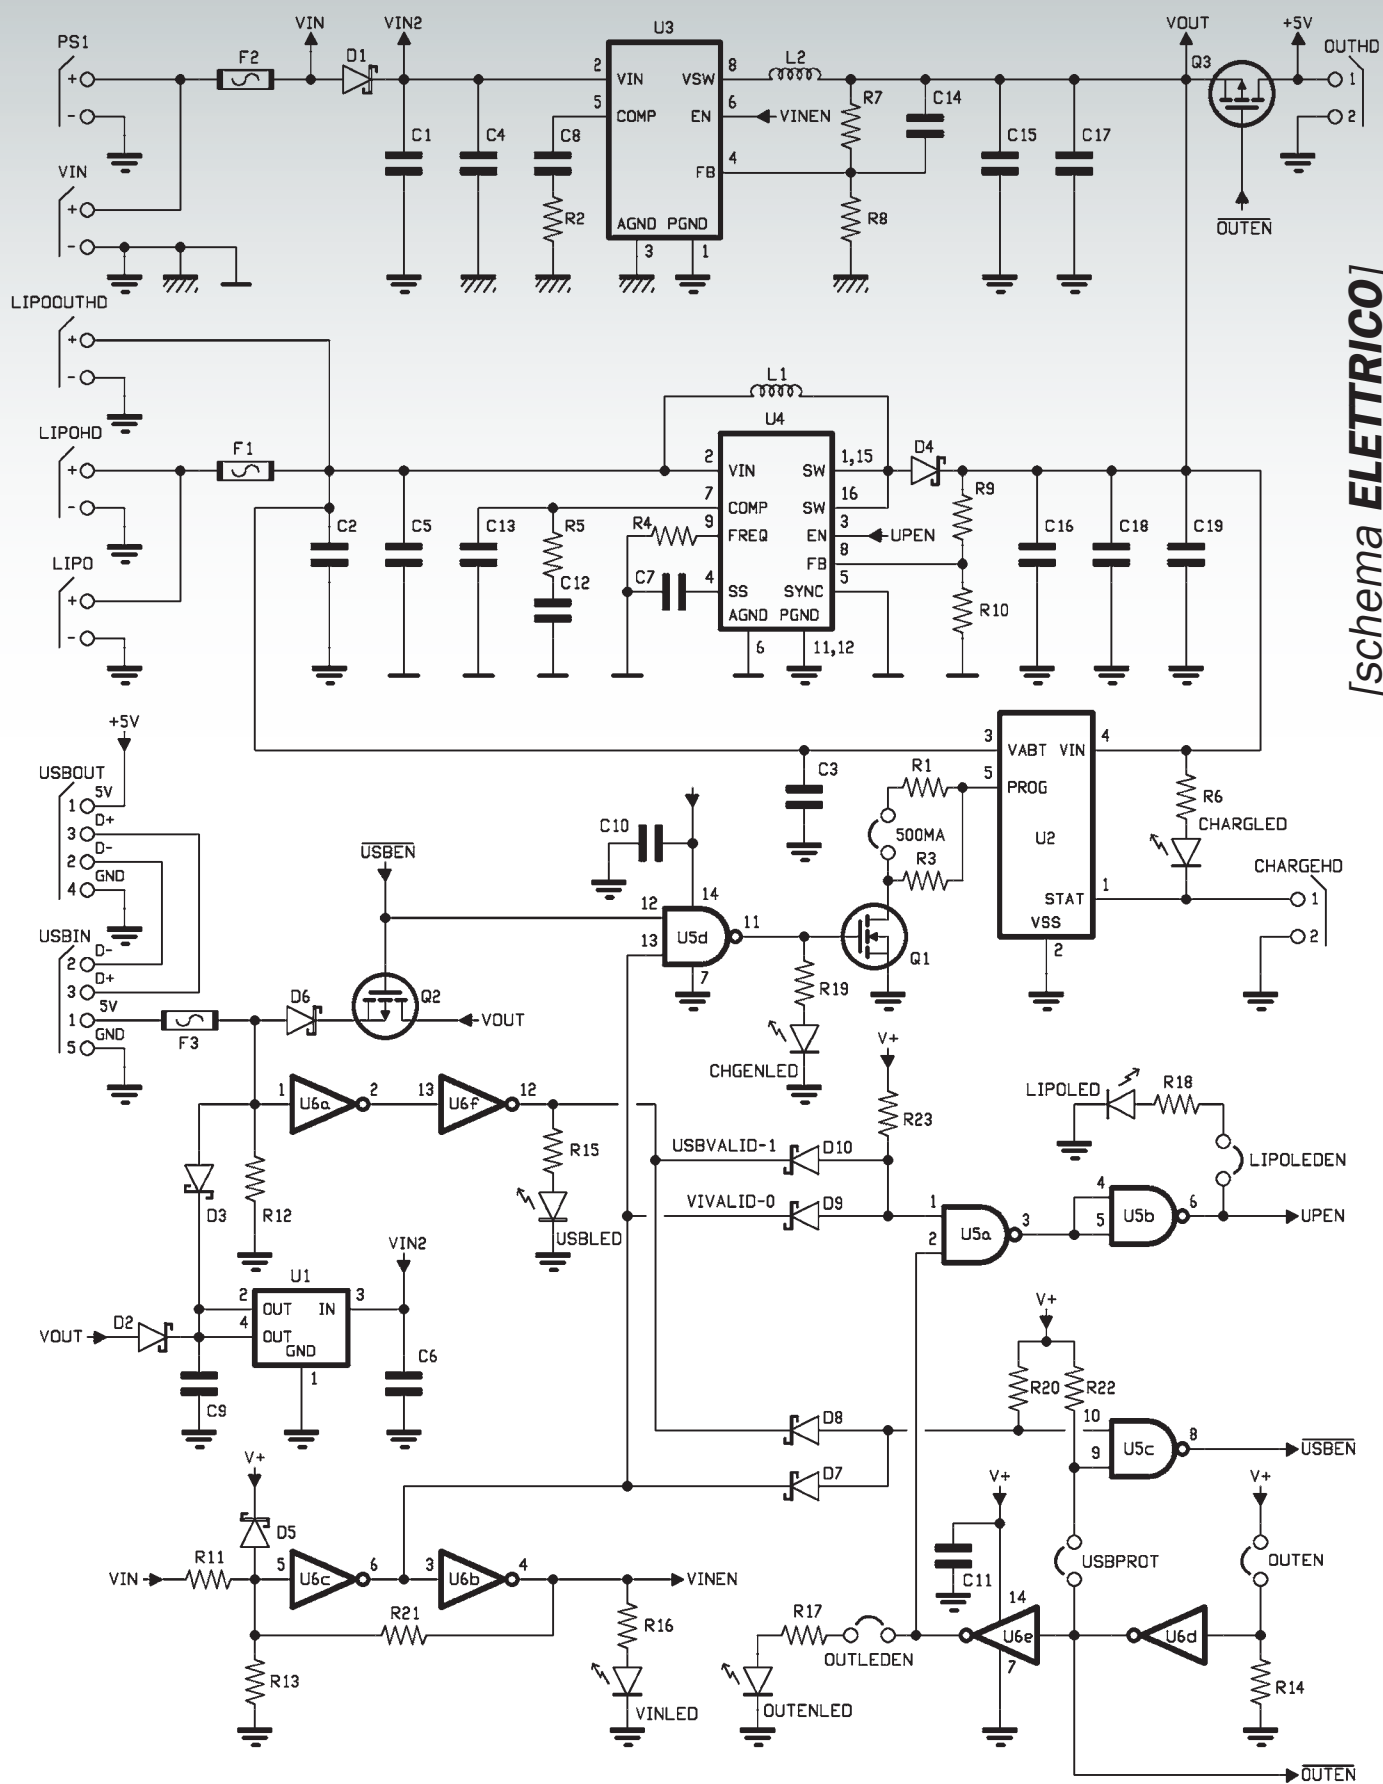 VIN VIN2 U3 VOUT +5V
PS1 F2 D1 L2 Q3 OUTHD
+ 2 VIN VSW 8 1
- 5 COMP EN 6 VINEN R7 C14 2
C1 C4 C8 C15 C17
VIN 4 FB
+ R2 AGND PGND R8 OUTEN
- 3 1
LIPOOUTHD
+
-
[schema ELETTRICO]
L1
LIPOHD F1 U4
+ 2 VIN SW 1,15 D4
7 COMP SW 16 R9
- C2 C5 C13 R5 R4 9 FREQ EN 3 UPEN C16 C18 C19
LIPO C12 C7 FB 8
+ 4 SS SYNC 5
- AGND PGND R10
6 11,12
+5V
3 VABT VIN 4
USBOUT C3 R1 5 PROG
1 5V R6
3 D+ C10 500MA U2 CHARGLED
2 D- USBEN R3
4 GND CHARGEHD
14 STAT 1 1
USBIN 12 U5d 11 VSS
2 D- 13 Q1 2 2
3 D+ 7
1 5V D6 Q2 VOUT R19
5 GND F3
CHGENLED V+
1 U6a 2 13 U6f 12 LIPOLED R18
R23
R15 USBVALID-1 D10 LIPOLEDEN
D3 R12 VIVALID-0 D9 1 4
USBLED 2 U5a 3 5 U5b 6 UPEN
VIN2
U1
2 OUT IN 3
VOUT D2 4 OUT V+
GND
C9 1 C6 R20 R22
D8 10
V+ 9 U5c 8 USBEN
D7 V+ V+
D5
R11 USBPROT OUTEN
VIN 5 U6c 6 3 U6b 4 VINEN C11
R21 R16 R17 14
OUTLEDEN U6e U6d
R13 7 R14
VINLED OUTENLED
OUTEN